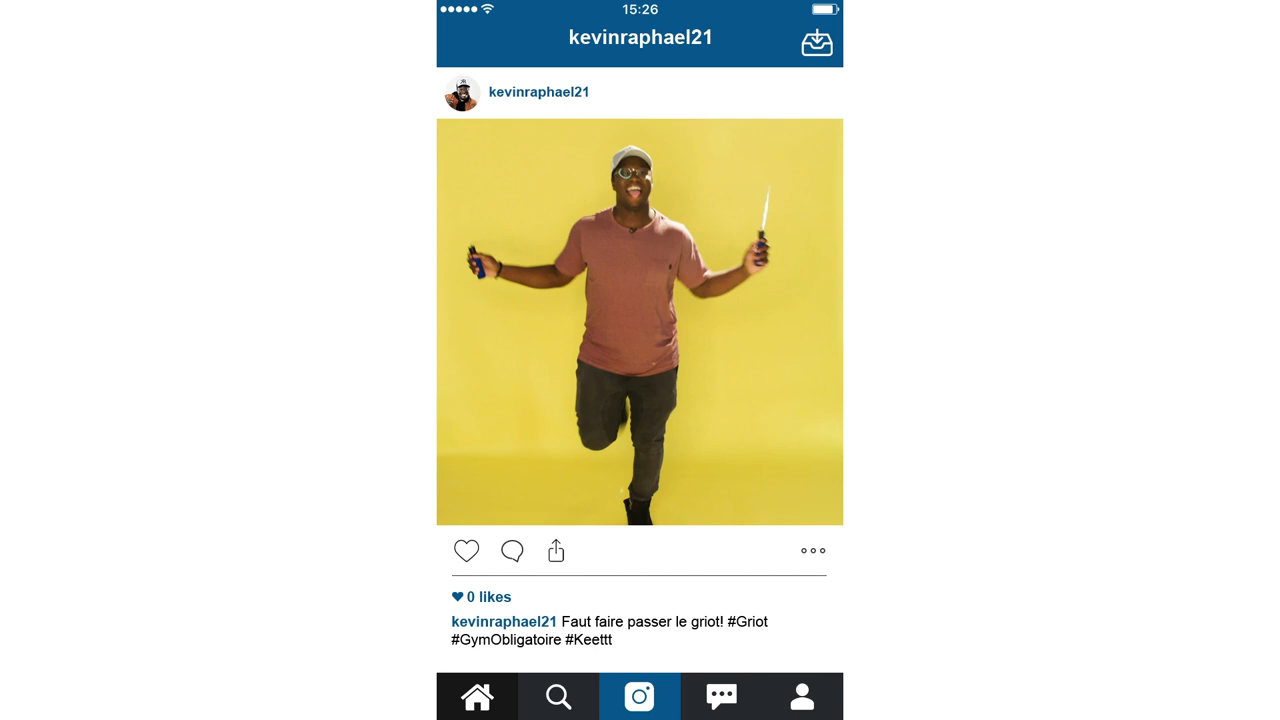 15:26
kevinraphael21
kevinraphael21
0 likes
kevinraphael21 Faut faire passer le griot! #Griot
#GymObligatoire #Keettt